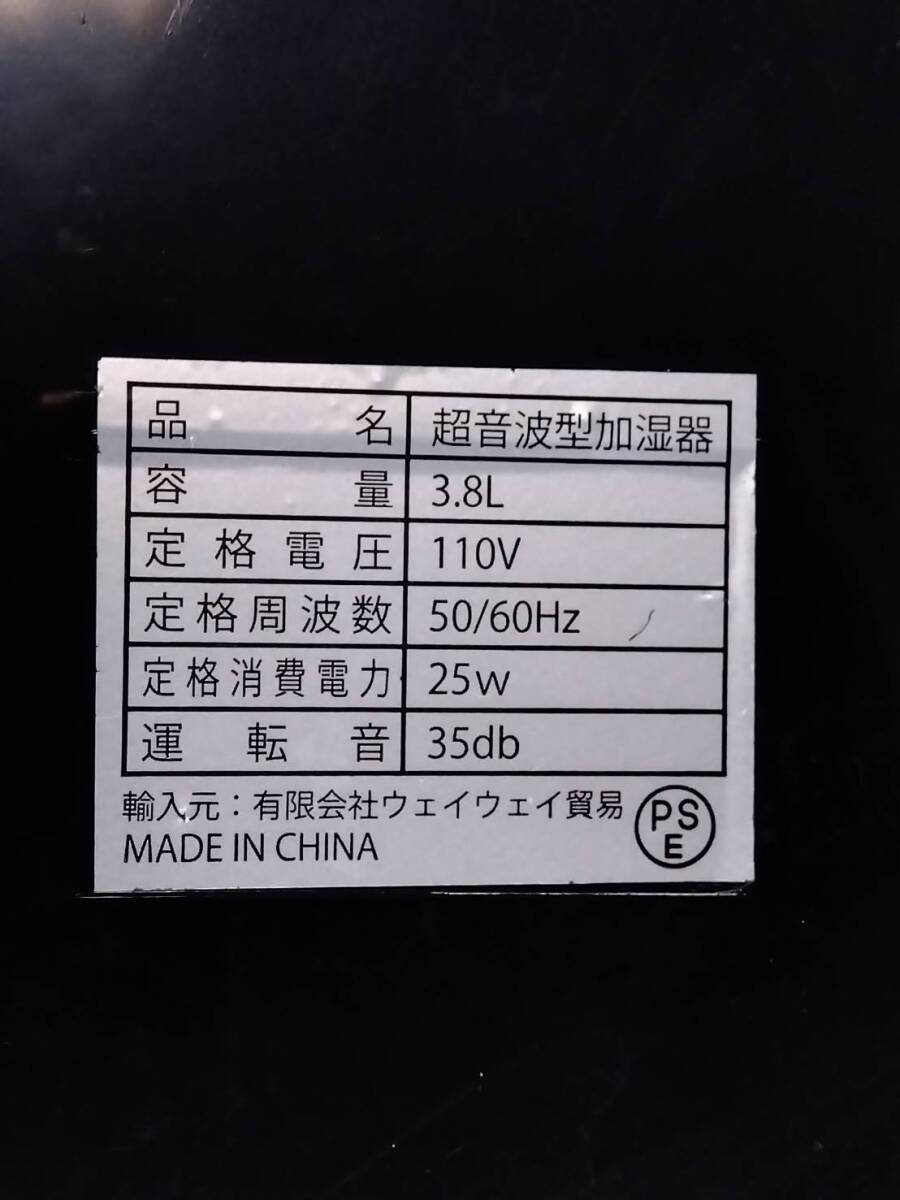 品名 超音波型加湿器
容量 3.8L
定格電圧 110V
定格周波数 50/60Hz
定格消費電力 25w
運転音 35db
輸入元：有限会社ウェイウェイ貿易
MADE IN CHINA
PS
E